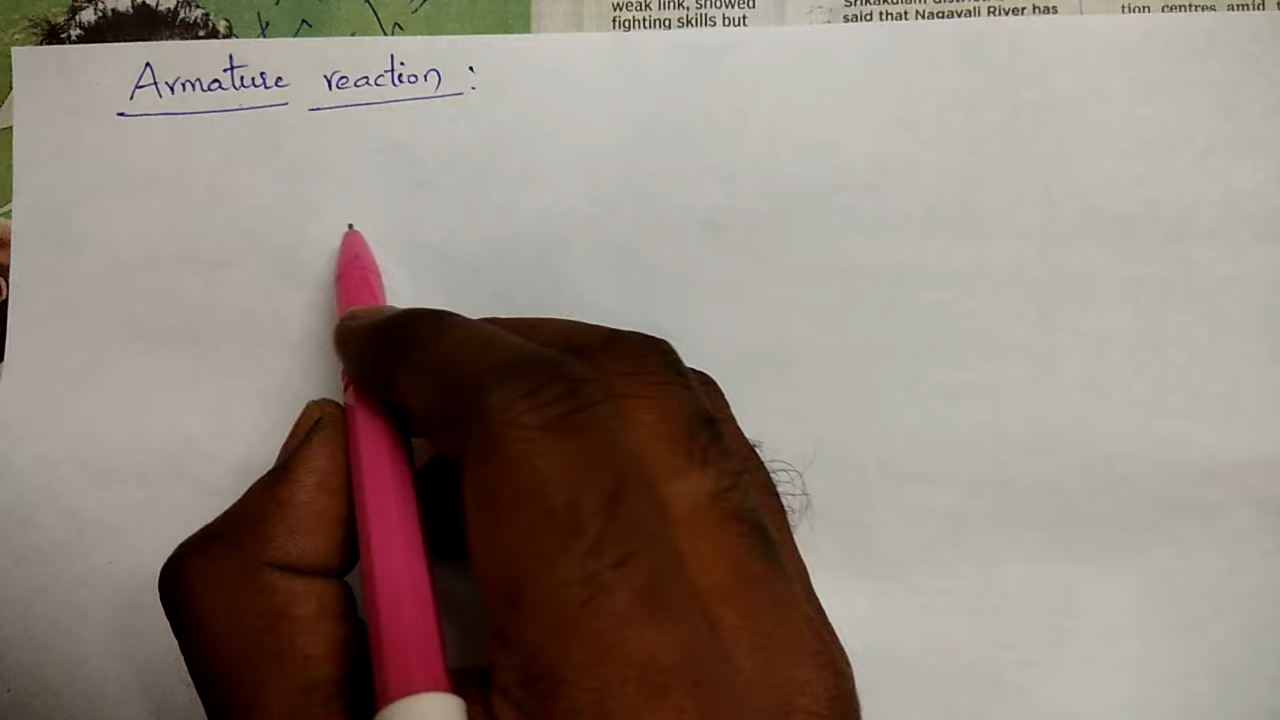 weak link, showed
fighting skills but
said that Nagavali River has
tion centres amid
Armature reaction :